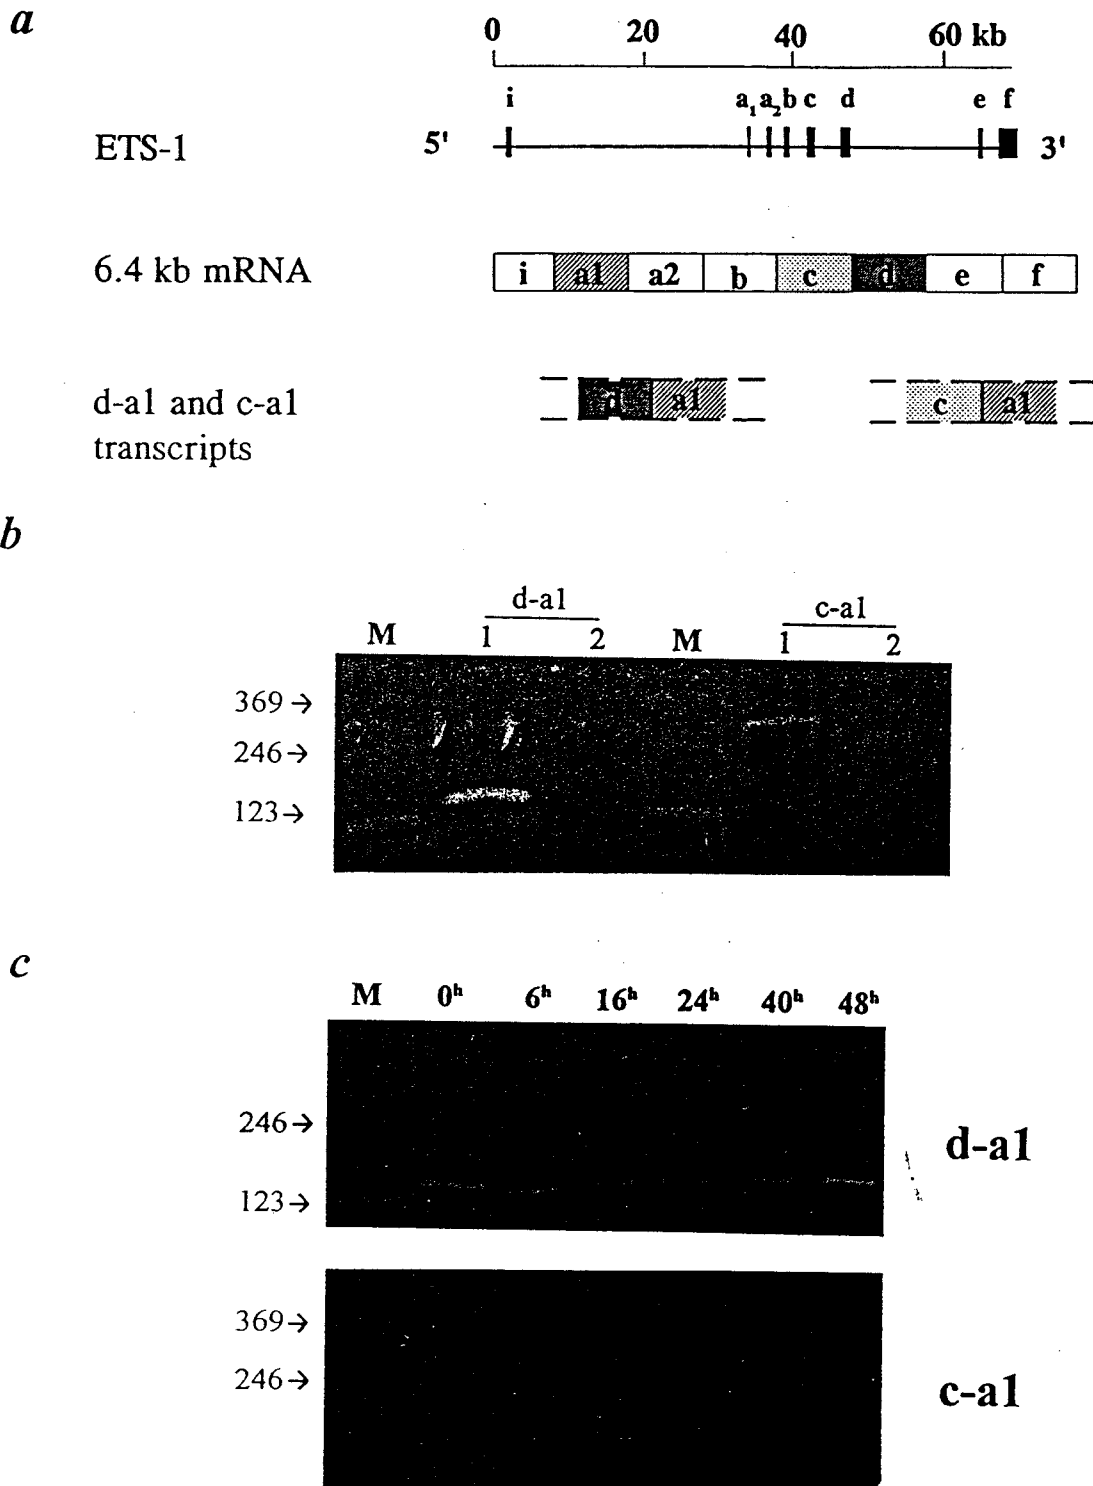 a
0 20 40 60 kb
i a1 a2 b c d e f
ETS-1 5' 3'
6.4 kb mRNA i a1 a2 b c d e f
d-a1 and c-a1 d a1 c a1
transcripts
b
d-a1 c-a1
M 1 2 M 1 2
369→
246→
123→
c
M 0h 6h 16h 24h 40h 48h
246→
d-a1
123→
369→
246→
c-a1